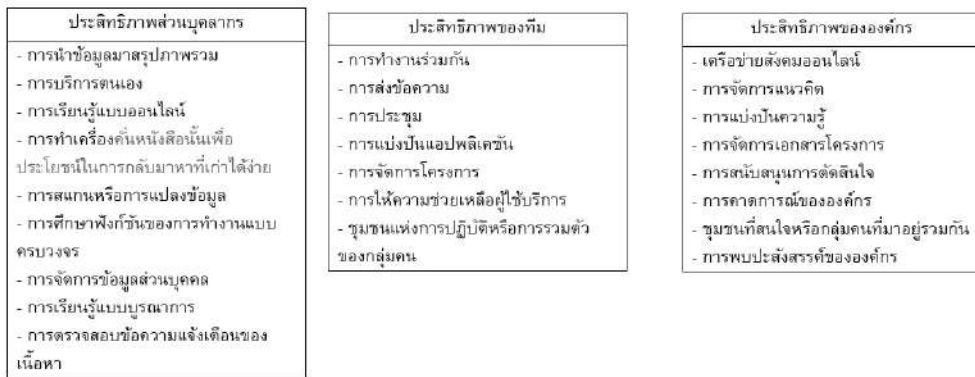 ประสิทธิภาพส่วนบุคลากร
- การนำข้อมูลมาสรุปภาพรวม
- การบริการตนเอง
- การเรียนรู้แบบออนไลน์
- การทำเครื่องคั่นหนังสือนั้นเพื่อ
ประโยชน์ในการกลับมาหาที่เก่าได้ง่าย
- การสแกนหรือการแปลงข้อมูล
- การศึกษาฟังก์ชันของการทำงานแบบ
ครบวงจร
- การจัดการข้อมูลส่วนบุคคล
- การเรียนรู้แบบบูรณาการ
- การตรวจสอบข้อความแจ้งเตือนของ
เนื้อหา
ประสิทธิภาพของทีม
- การทำงานร่วมกัน
- การส่งข้อความ
- การประชุม
- การแบ่งปันแอปพลิเคชัน
- การจัดการโครงการ
- การให้ความช่วยเหลือผู้ใช้บริการ
- ชุมชนแห่งการปฏิบัติหรือการรวมตัว
ของกลุ่มคน
ประสิทธิภาพขององค์กร
- เครือข่ายสังคมออนไลน์
- การจัดการแนวคิด
- การแบ่งปันความรู้
- การจัดการเอกสารโครงการ
- การสนับสนุนการตัดสินใจ
- การคาดการณ์ขององค์กร
- ชุมชนที่สนใจหรือกลุ่มคนที่มาอยู่รวมกัน
- การพบปะสังสรรค์ขององค์กร